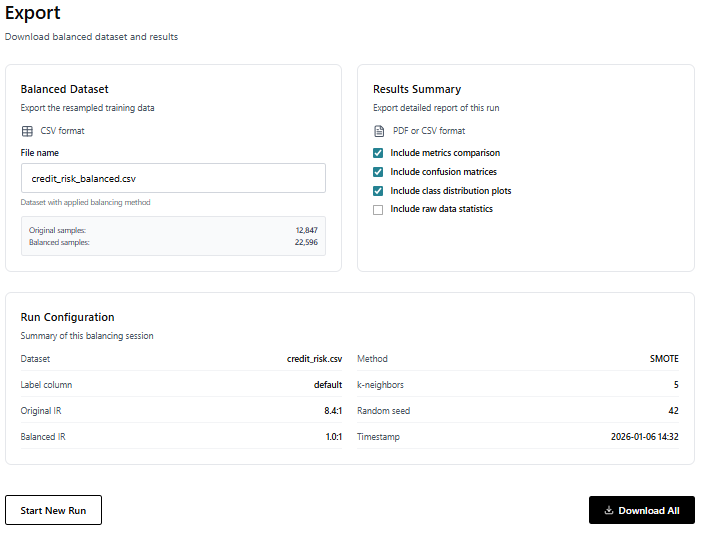 Export
Download balanced dataset and results
Balanced Dataset
Export the resampled training data
CSV format
File name
credit_risk_balanced.csv
Dataset with applied balancing method
Original samples: 12,847
Balanced samples: 22,596
Results Summary
Export detailed report of this run
PDF or CSV format
Include metrics comparison
Include confusion matrices
Include class distribution plots
Include raw data statistics
Run Configuration
Summary of this balancing session
Dataset credit_risk.csv
Method SMOTE
Label column default
k-neighbors 5
Original IR 8.4:1
Random seed 42
Balanced IR 1.0:1
Timestamp 2026-01-06 14:32
Start New Run
Download All